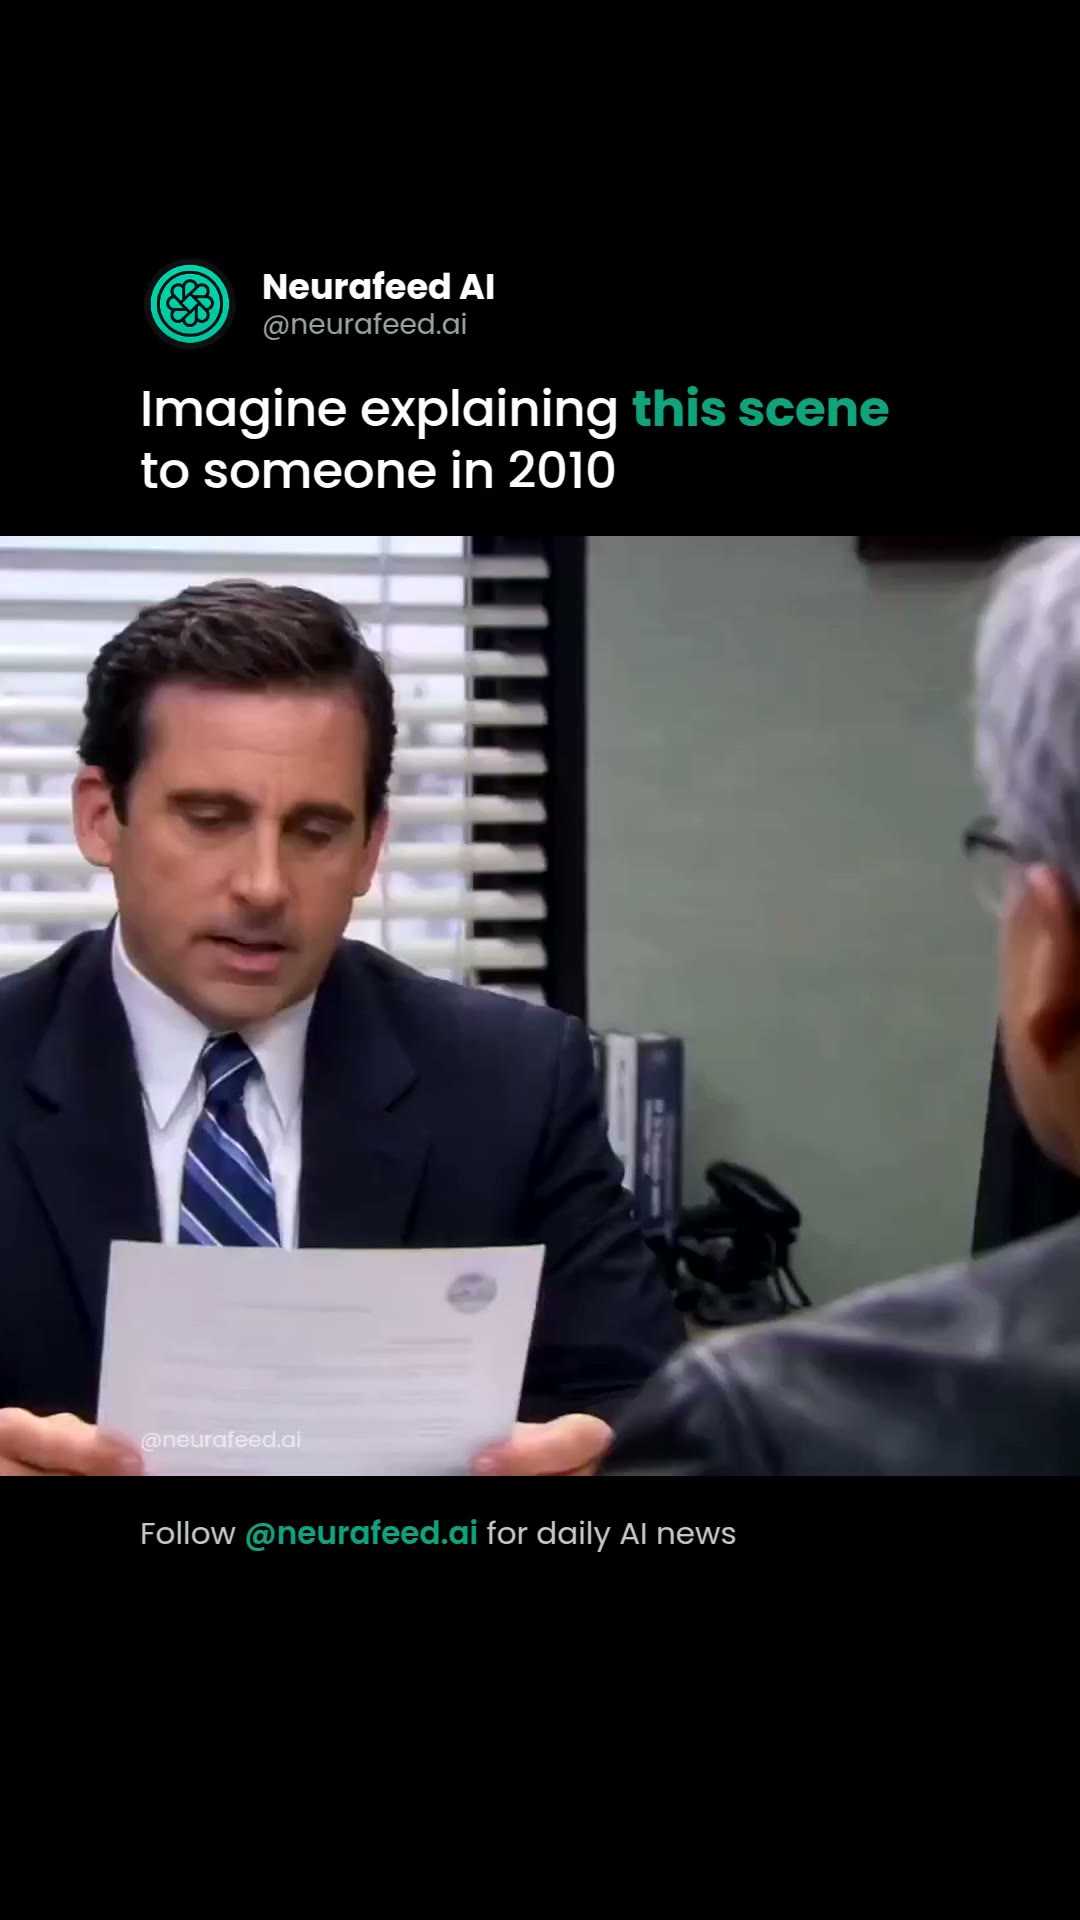 Neurafeed AI
@neurafeed.ai
Imagine explaining this scene
to someone in 2010
@neurafeed.ai
Follow @neurafeed.ai for daily AI news